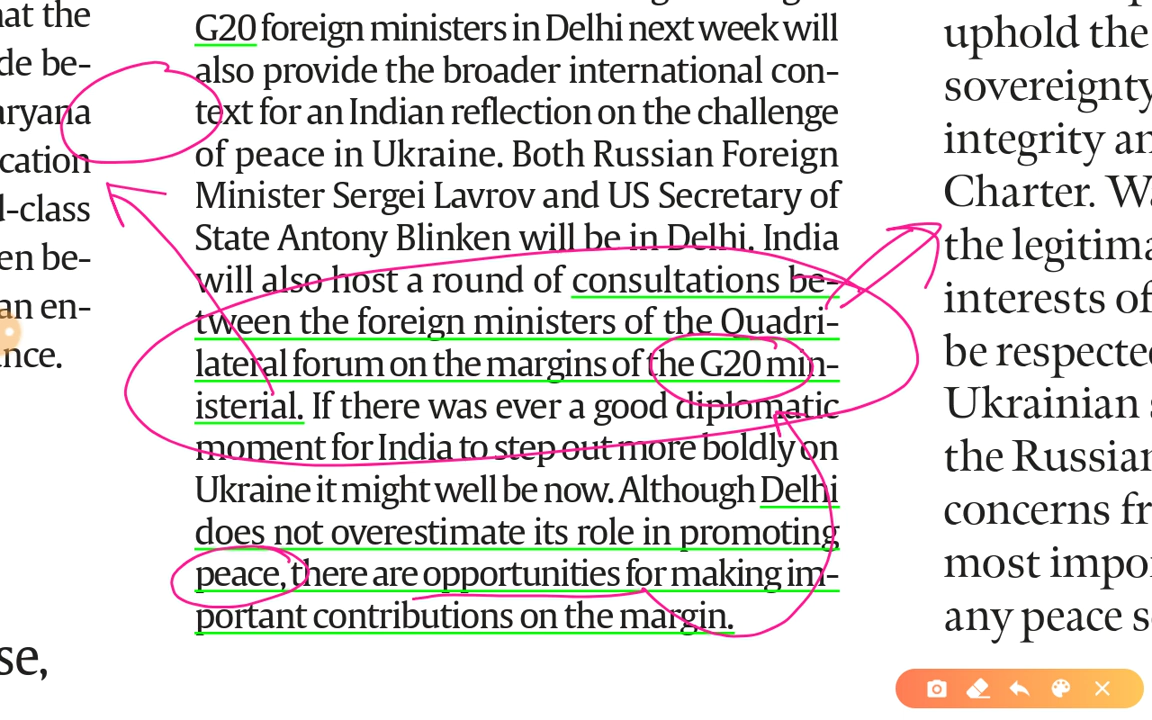 hat the
de be-
aryana
cation
d-class
en be-
an en-
nce.
se,
G20 foreign ministers in Delhi next week will
also provide the broader international con-
text for an Indian reflection on the challenge
of peace in Ukraine. Both Russian Foreign
Minister Sergei Lavrov and US Secretary of
State Antony Blinken will be in Delhi. India
will also host a round of consultations be-
tween the foreign ministers of the Quadri-
lateral forum on the margins of the G20 min-
isterial. If there was ever a good diplomatic
moment for India to step out more boldly on
Ukraine it might well be now. Although Delhi
does not overestimate its role in promoting
peace, there are opportunities for making im-
portant contributions on the margin.
uphold the
sovereignty
integrity an
Charter. Wa
the legitima
interests of
be respected
Ukrainian s
the Russian
concerns fr
most impo
any peace s